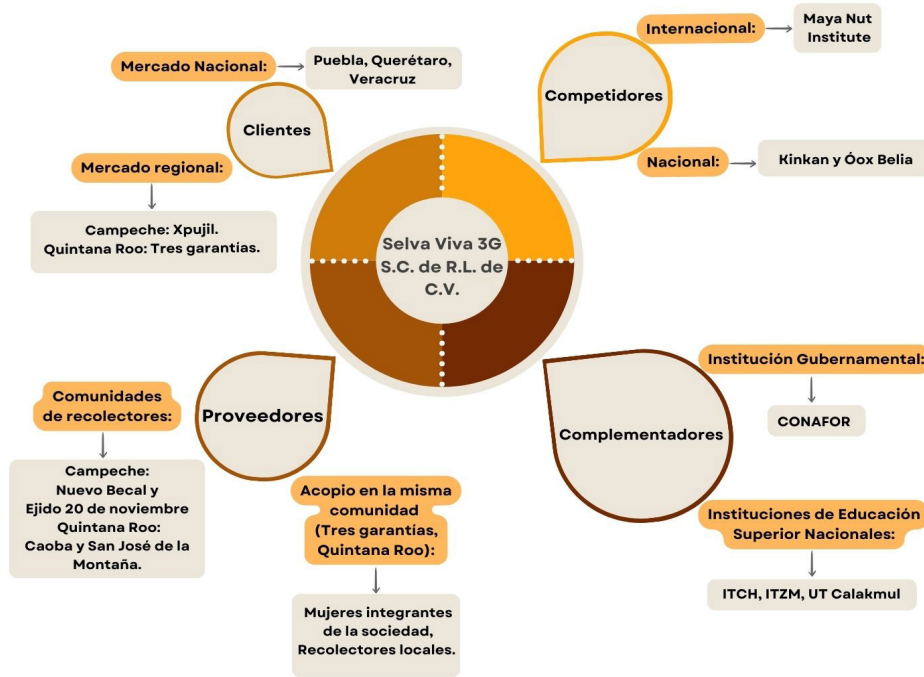 Mercado Nacional:
Puebla, Querétaro,
Veracruz
Clientes
Mercado regional:
Campeche: Xpujil.
Quintana Roo: Tres garantías.
Internacional:
Maya Nut
Institute
Competidores
Nacional:
Kinkan y Óox Belia
Selva Viva 3G
S.C. de R.L. de
C.V.
Proveedores
Comunidades
de recolectores:
Campeche:
Nuevo Becal y
Ejido 20 de noviembre
Quintana Roo:
Caoba y San José de la
Montaña.
Acopio en la misma
comunidad
(Tres garantías,
Quintana Roo):
Mujeres integrantes
de la sociedad,
Recolectores locales.
Complementadores
Institución Gubernamental:
CONAFOR
Instituciones de Educación
Superior Nacionales:
ITCH, ITZM, UT Calakmul